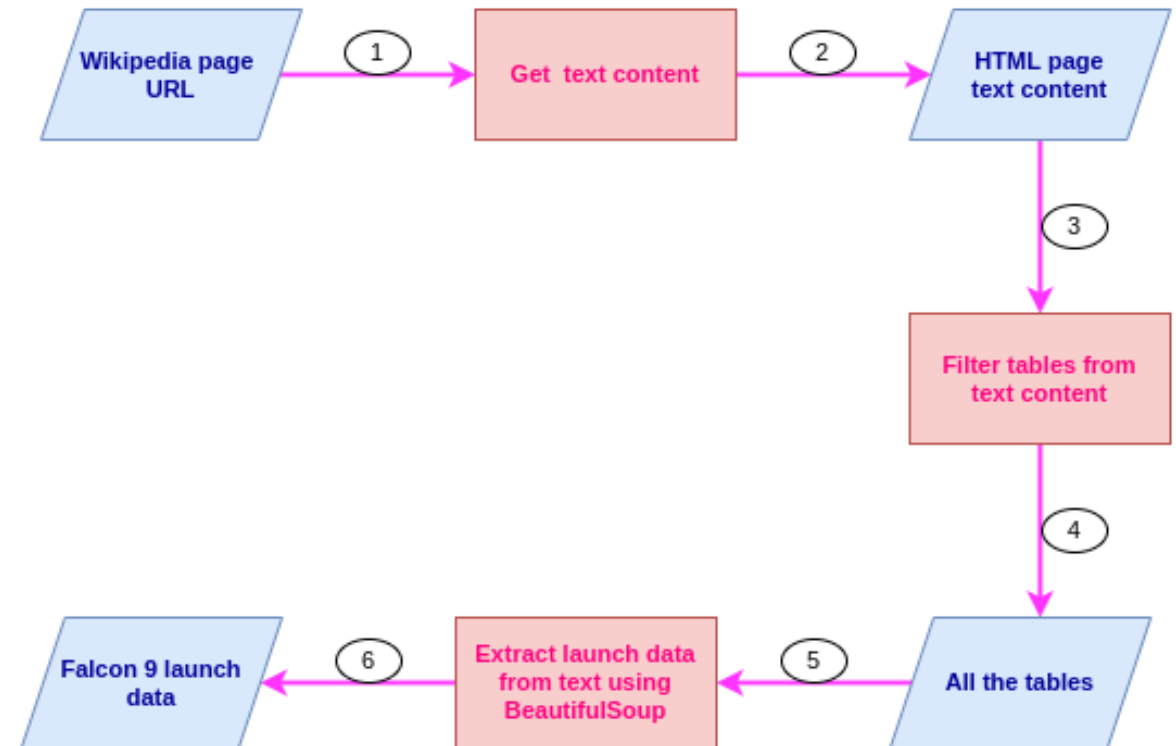 Wikipedia page
URL
1
Get text content
2
HTML page
text content
3
Filter tables from
text content
4
All the tables
5
Extract launch data
from text using
BeautifulSoup
6
Falcon 9 launch
data